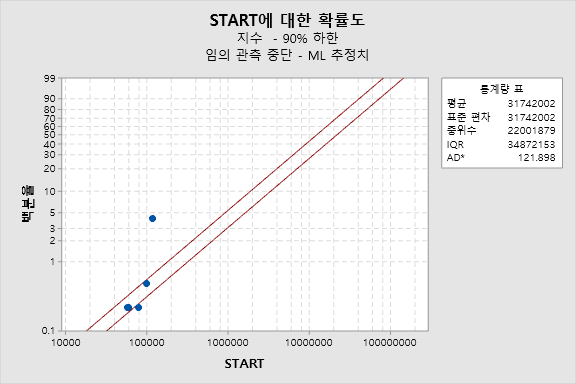 START에 대한 확률도
지수 - 90% 하한
임의 관측 중단 - ML 추정치
통계량 표
평균 31742002
표준 편차 31742002
중위수 22001879
IQR 34872153
AD* 121.898
백분율
99
90
80
70
60
50
40
30
20
10
5
3
2
1
0.1
10000 100000 1000000 10000000 100000000
START